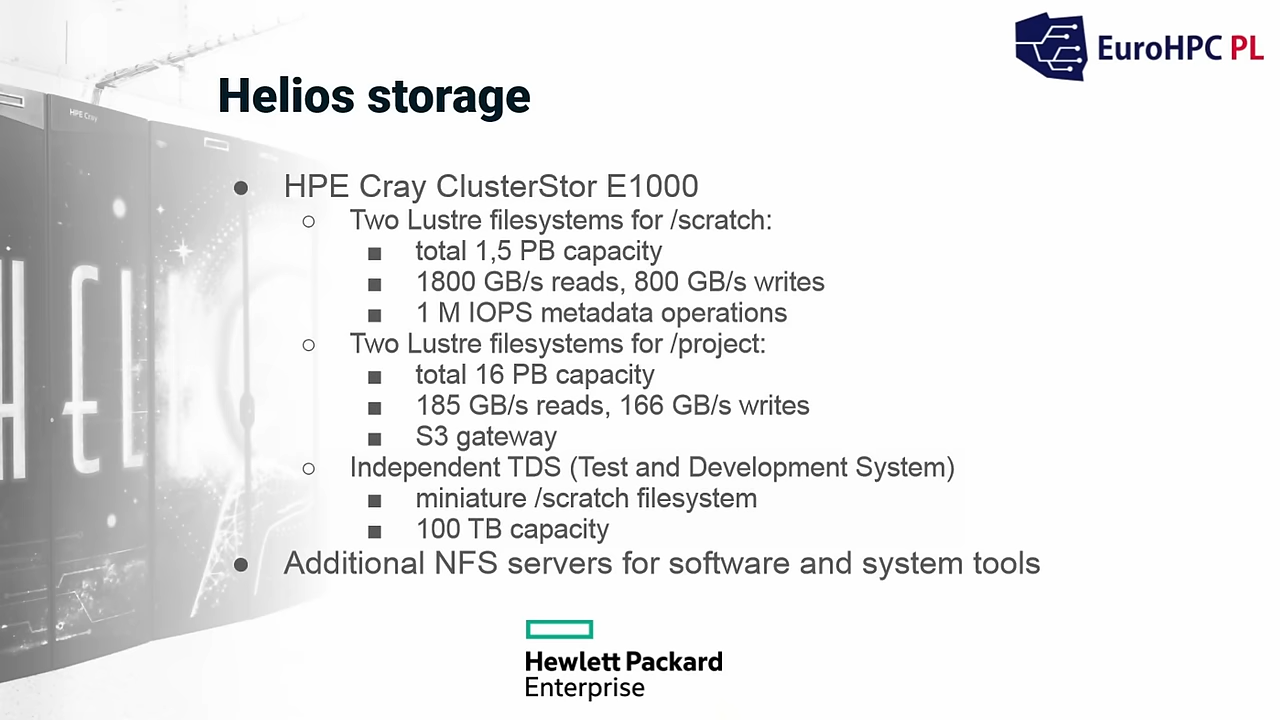 EuroHPC PL
Helios storage
HPE Cray
HELI
● HPE Cray ClusterStor E1000
○ Two Lustre filesystems for /scratch:
■ total 1,5 PB capacity
■ 1800 GB/s reads, 800 GB/s writes
■ 1 M IOPS metadata operations
○ Two Lustre filesystems for /project:
■ total 16 PB capacity
■ 185 GB/s reads, 166 GB/s writes
■ S3 gateway
○ Independent TDS (Test and Development System)
■ miniature /scratch filesystem
■ 100 TB capacity
● Additional NFS servers for software and system tools
Hewlett Packard
Enterprise